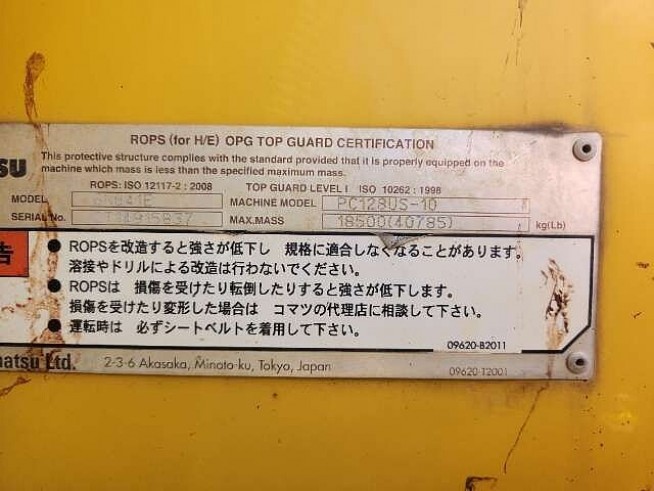 ROPS (for H/E) OPG TOP GUARD CERTIFICATION
This protective structure complies with the standard provided that it is properly equipped on the
machine which mass is less than the specified maximum mass.
ROPS: ISO 12117-2 : 2008 TOP GUARD LEVEL I ISO 10262 : 1998
MODEL MACHINE MODEL PC128US-10
SERIAL No. MAX.MASS 18500(40785) kg(Lb)
告
● ROPSを改造すると強さが低下し 規格に適合しなくなることがあります。
溶接やドリルによる改造は行わないでください。
● ROPSは 損傷を受けたり転倒したりすると強さが低下します。
損傷を受けたり変形した場合は コマツの代理店に相談して下さい。
● 運転時は 必ずシートベルトを着用して下さい。
09620-B2011
matsu Ltd. 2-3-6 Akasaka, Minato-ku, Tokyo, Japan 09620-T2001